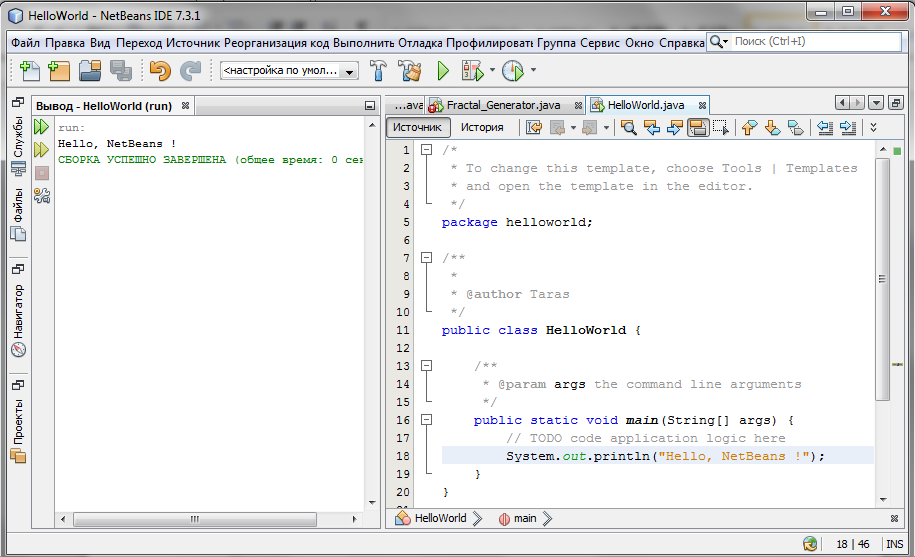 HelloWorld - NetBeans IDE 7.3.1
Файл Правка Вид Переход Источник Реорганизация код Выполнить Отладка Профилироваты Группа Сервис Окно Справка
Поиск (Ctrl+I)
<настройка по умол...
Вывод - HelloWorld (run)
run:
Hello, NetBeans !
СБОРКА УСПЕШНО ЗАВЕРШЕНА (общее время: 0 сек
Службы
Файлы
Навигатор
Проекты
...ava Fractal_Generator.java HelloWorld.java
Источник История
1 /*
2 * To change this template, choose Tools | Templates
3 * and open the template in the editor.
4 */
5 package helloworld;
6
7 /**
8 *
9 * @author Taras
10 */
11 public class HelloWorld {
12
13 /**
14 * @param args the command line arguments
15 */
16 public static void main(String[] args) {
17 // TODO code application logic here
18 System.out.println("Hello, NetBeans !");
19 }
20 }
HelloWorld main
18 | 46 INS